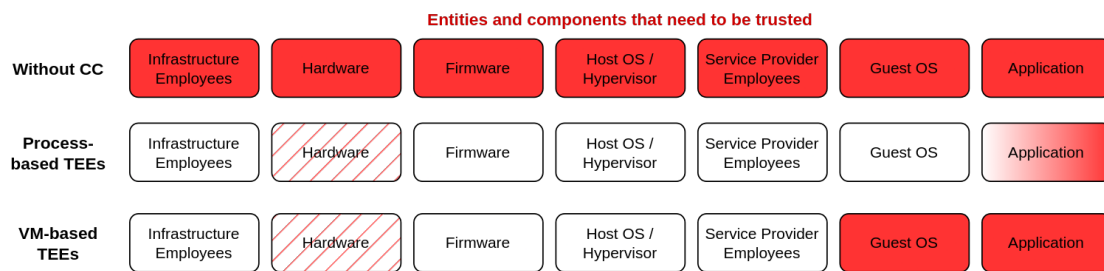 Entities and components that need to be trusted
Without CC
Infrastructure
Employees
Hardware
Firmware
Host OS /
Hypervisor
Service Provider
Employees
Guest OS
Application
Process-
based TEEs
Infrastructure
Employees
Hardware
Firmware
Host OS /
Hypervisor
Service Provider
Employees
Guest OS
Application
VM-based
TEEs
Infrastructure
Employees
Hardware
Firmware
Host OS /
Hypervisor
Service Provider
Employees
Guest OS
Application